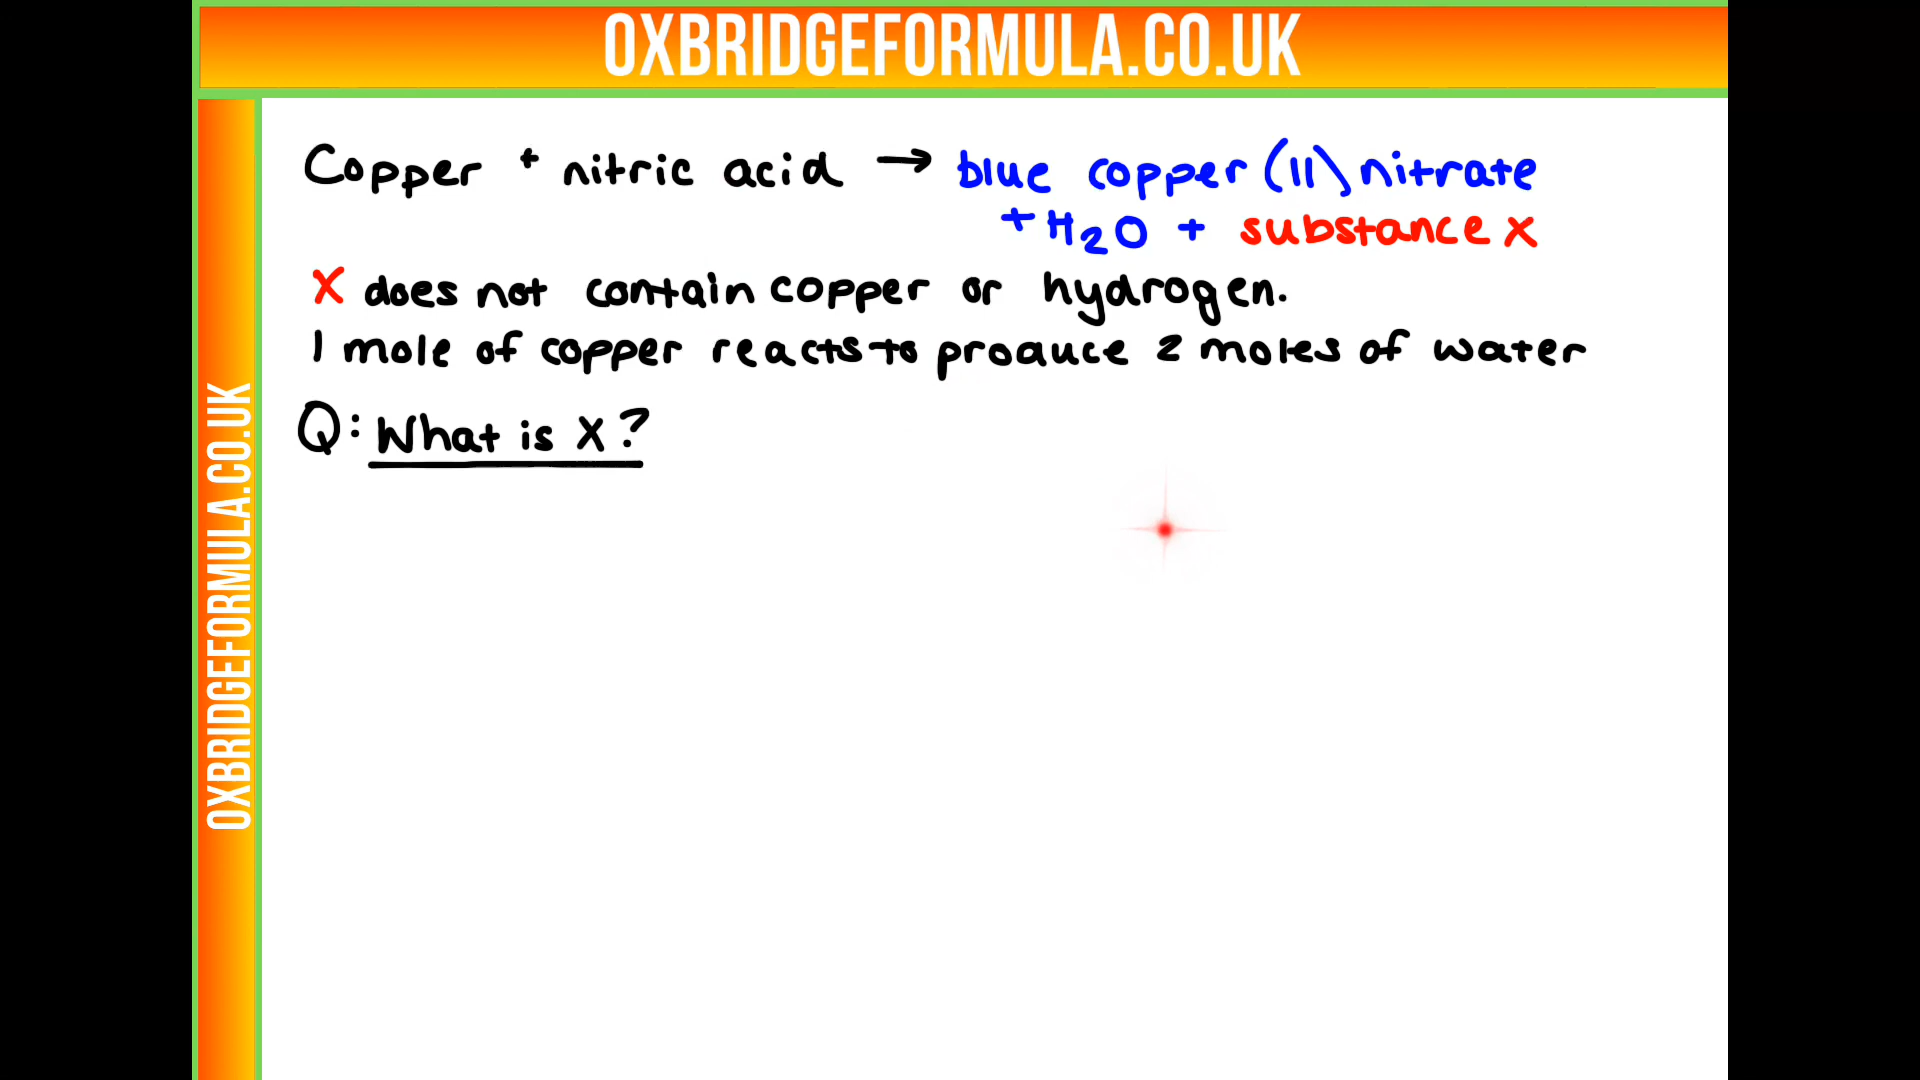 OXBRIDGEFORMULA.CO.UK
OXBRIDGEFORMULA.CO.UK
Copper + nitric acid → blue copper (II) nitrate
+ H2O + substance X
X does not contain copper or hydrogen.
1 mole of copper reacts to produce 2 moles of water
Q: What is X?